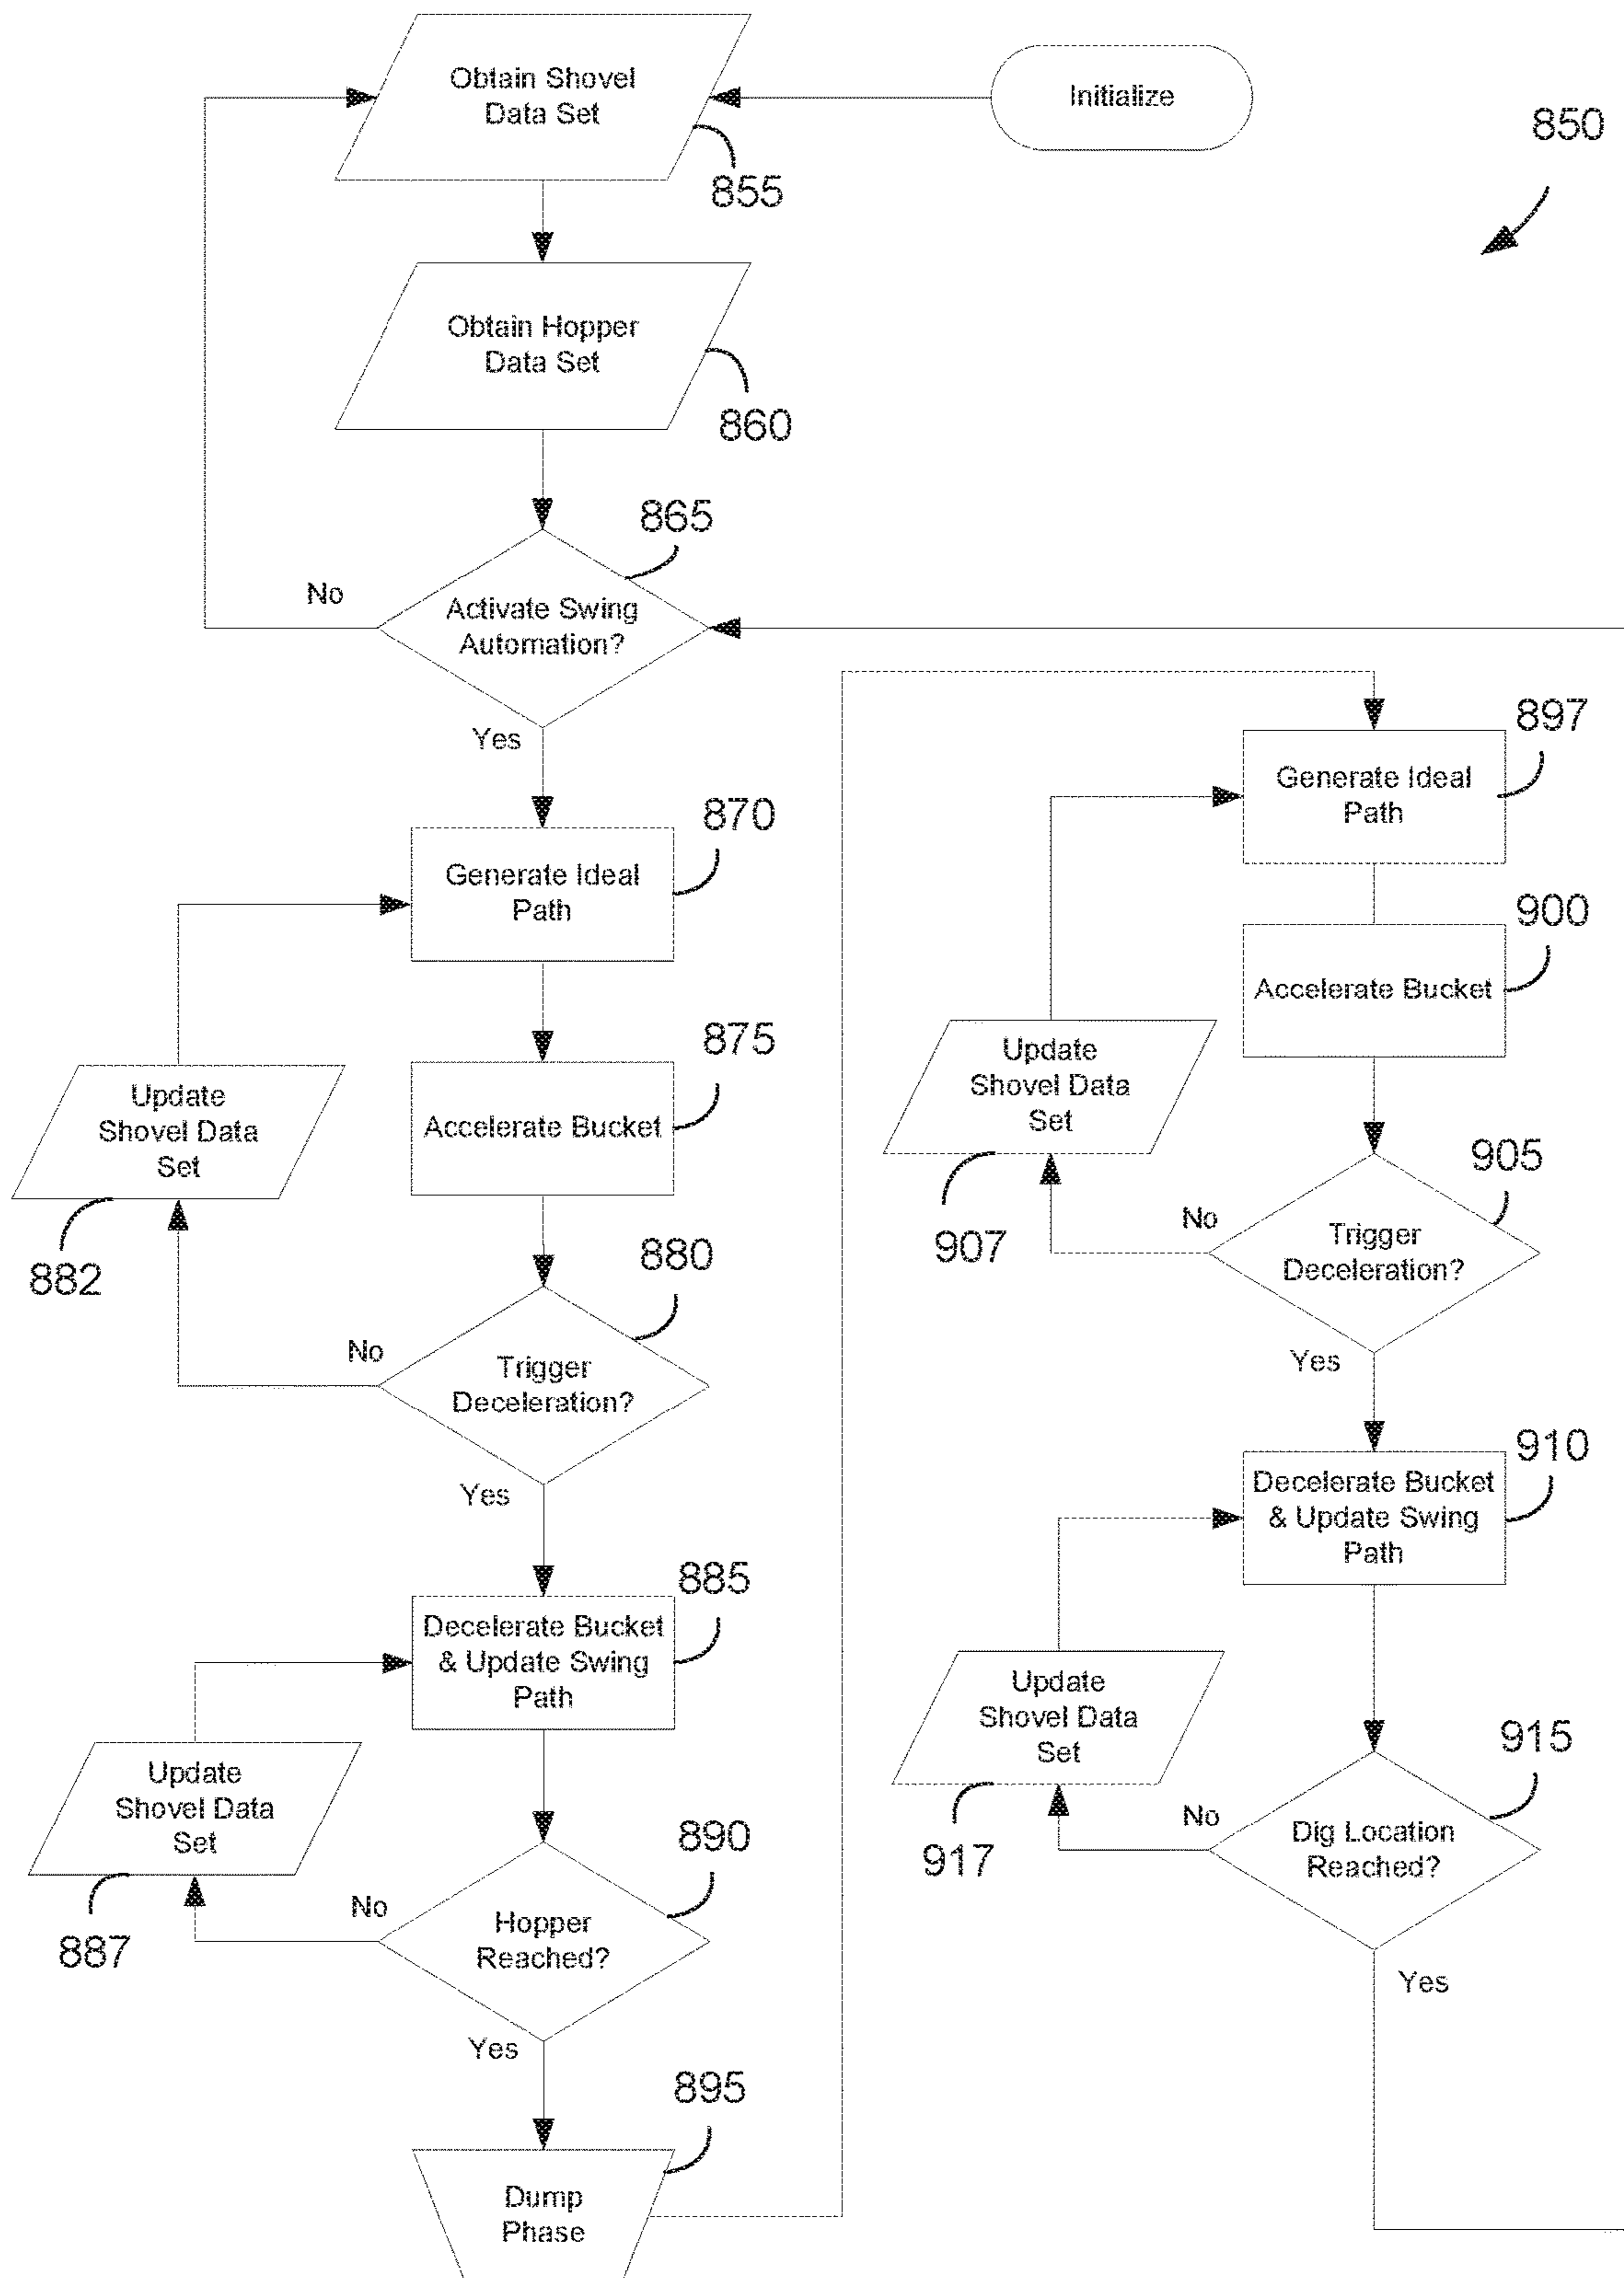 Obtain Shovel
Data Set
855
Initialize
850
Obtain Hopper
Data Set
860
865
Activate Swing
Automation?
No
Yes
870
Generate Ideal
Path
875
Accelerate Bucket
Update
Shovel Data
Set
882
880
Trigger
Deceleration?
No
Yes
885
Decelerate Bucket
& Update Swing
Path
Update
Shovel Data
Set
887
890
Hopper
Reached?
No
Yes
895
Dump
Phase
897
Generate Ideal
Path
900
Accelerate Bucket
Update
Shovel Data
Set
907
905
Trigger
Deceleration?
No
Yes
910
Decelerate Bucket
& Update Swing
Path
Update
Shovel Data
Set
917
915
Dig Location
Reached?
No
Yes